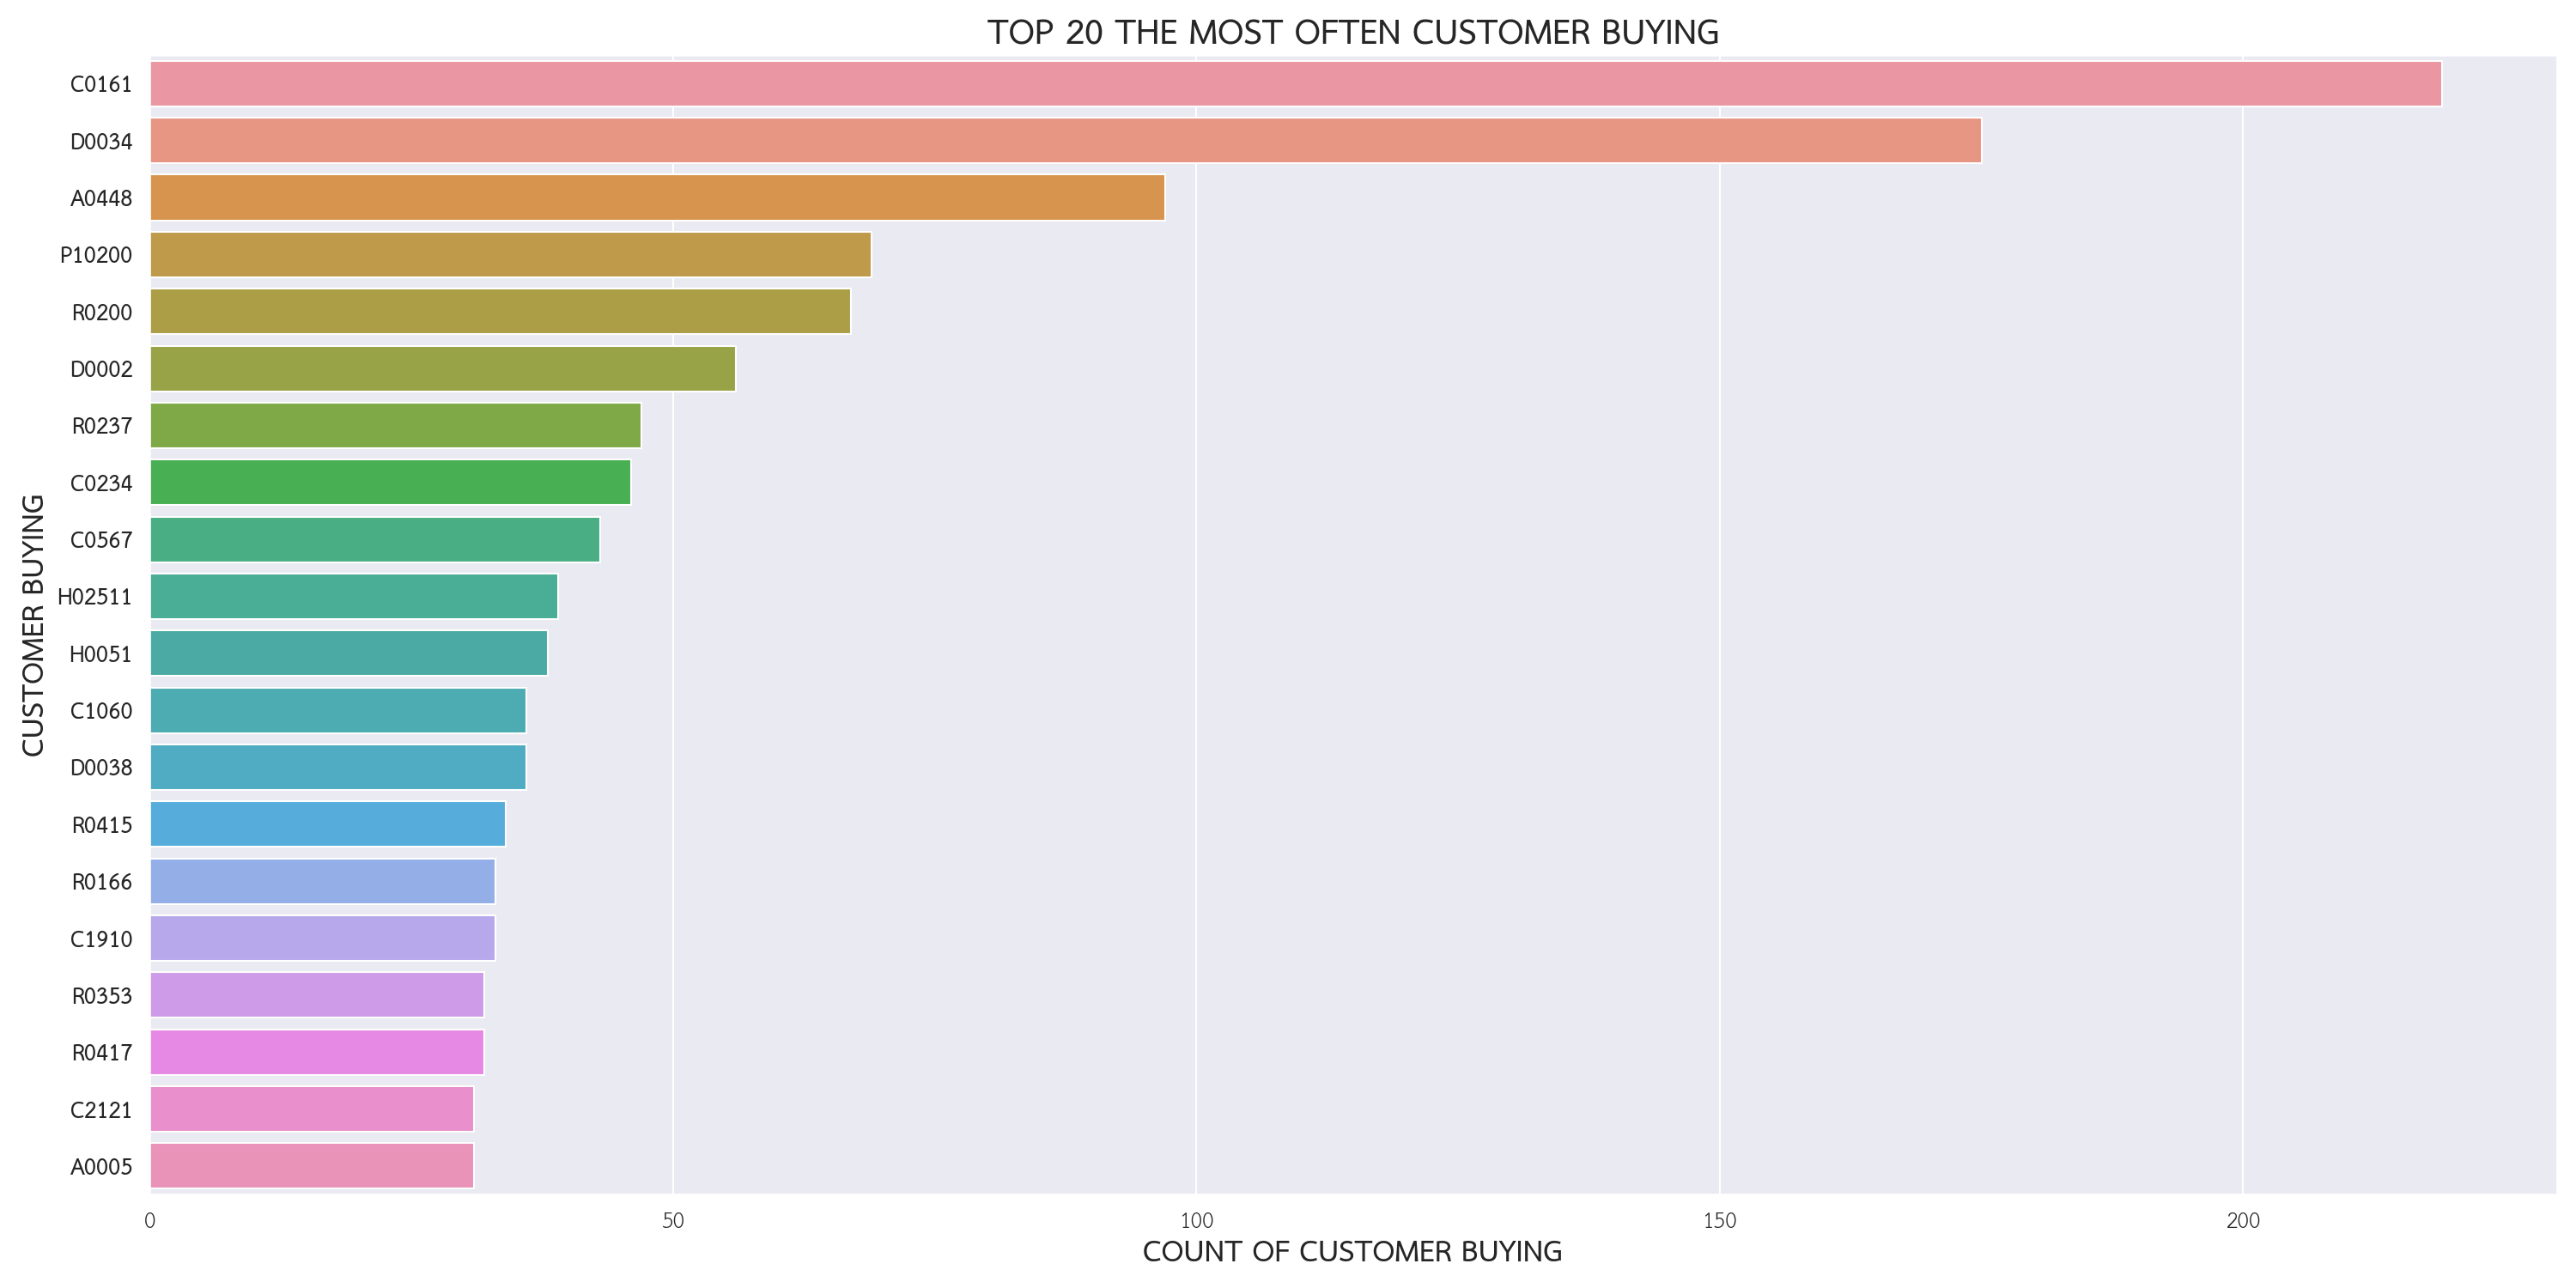 TOP 20 THE MOST OFTEN CUSTOMER BUYING
CUSTOMER BUYING
C0161
D0034
A0448
P10200
R0200
D0002
R0237
C0234
C0567
H02511
H0051
C1060
D0038
R0415
R0166
C1910
R0353
R0417
C2121
A0005
0 50 100 150 200
COUNT OF CUSTOMER BUYING